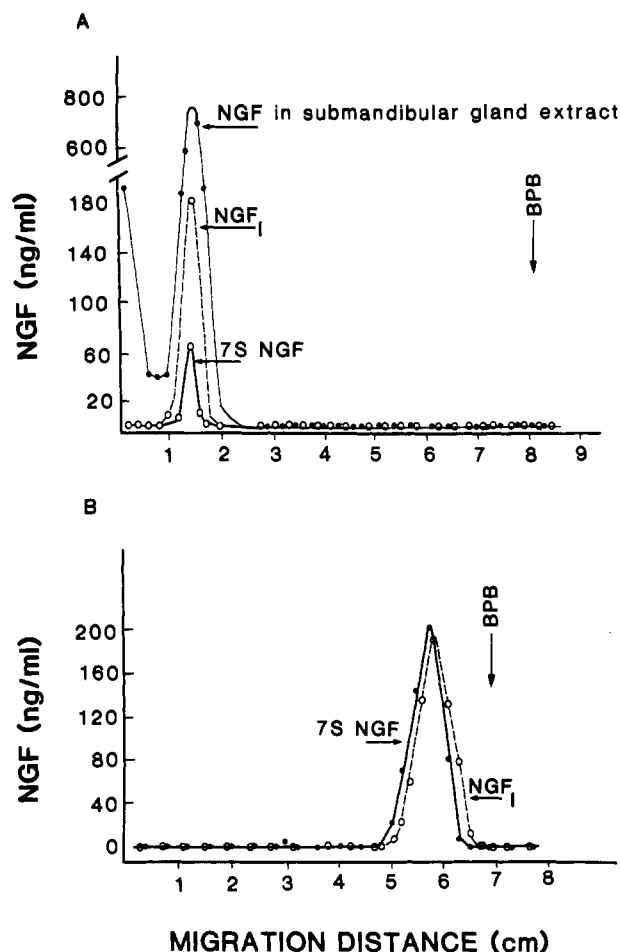 A
800
600
180
140
100
60
20
NGF (ng/ml)
NGF in submandibular gland extract
NGF I
7S NGF
BPB
1 2 3 4 5 6 7 8 9
B
200
160
120
80
40
0
NGF (ng/ml)
7S NGF
NGF I
BPB
1 2 3 4 5 6 7 8
MIGRATION DISTANCE (cm)